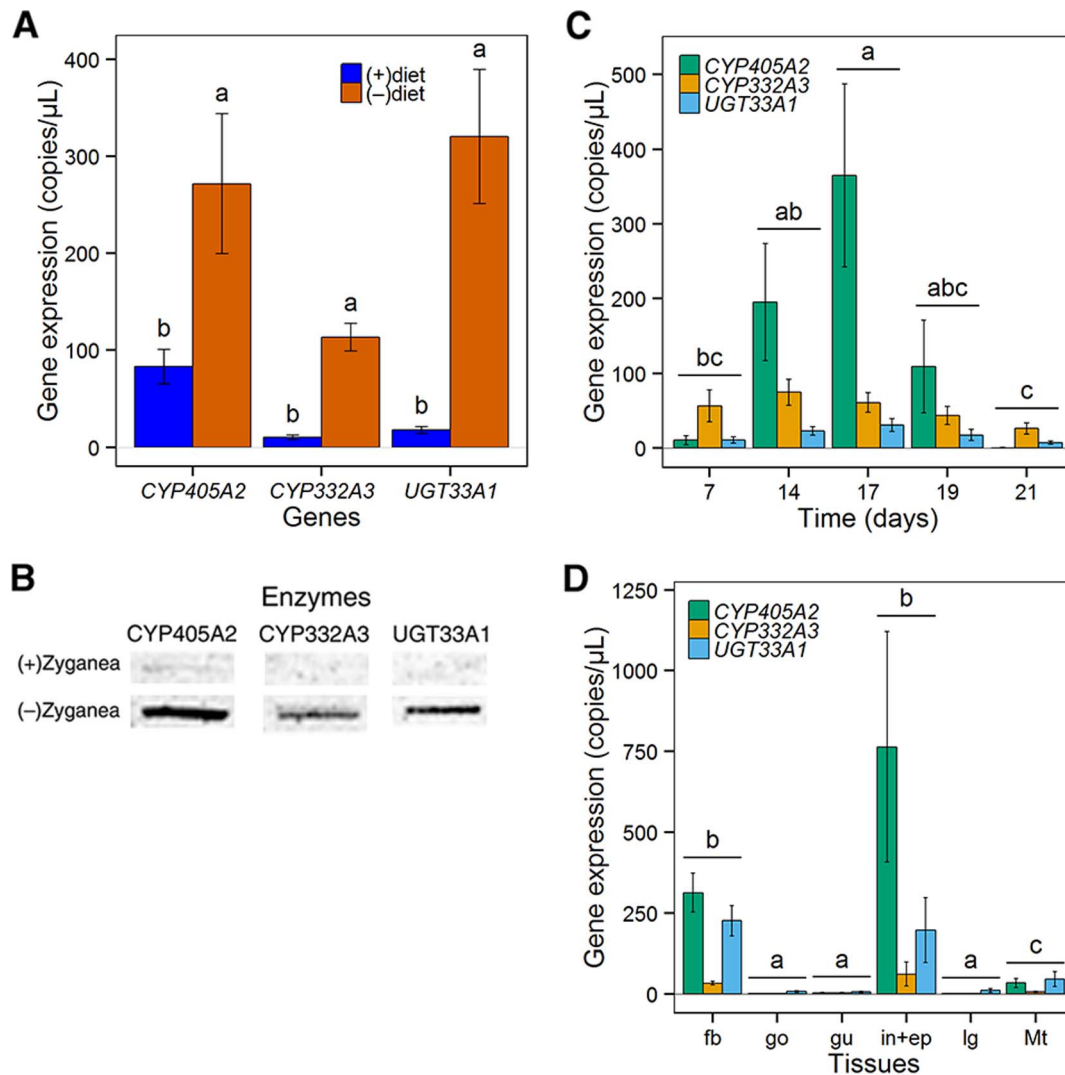 A
Gene expression (copies/µL)
400
300
200
100
0
(+)diet
(–)diet
b
a
b
a
b
a
CYP405A2 CYP332A3 UGT33A1
Genes
B
Enzymes
CYP405A2 CYP332A3 UGT33A1
(+)Zyganea
(–)Zyganea
C
Gene expression (copies/µL)
500
400
300
200
100
0
CYP405A2
CYP332A3
UGT33A1
bc
ab
a
abc
c
7 14 17 19 21
Time (days)
D
Gene expression (copies/µL)
1250
1000
750
500
250
0
CYP405A2
CYP332A3
UGT33A1
b
a
a
b
a
c
fb go gu in+ep lg Mt
Tissues